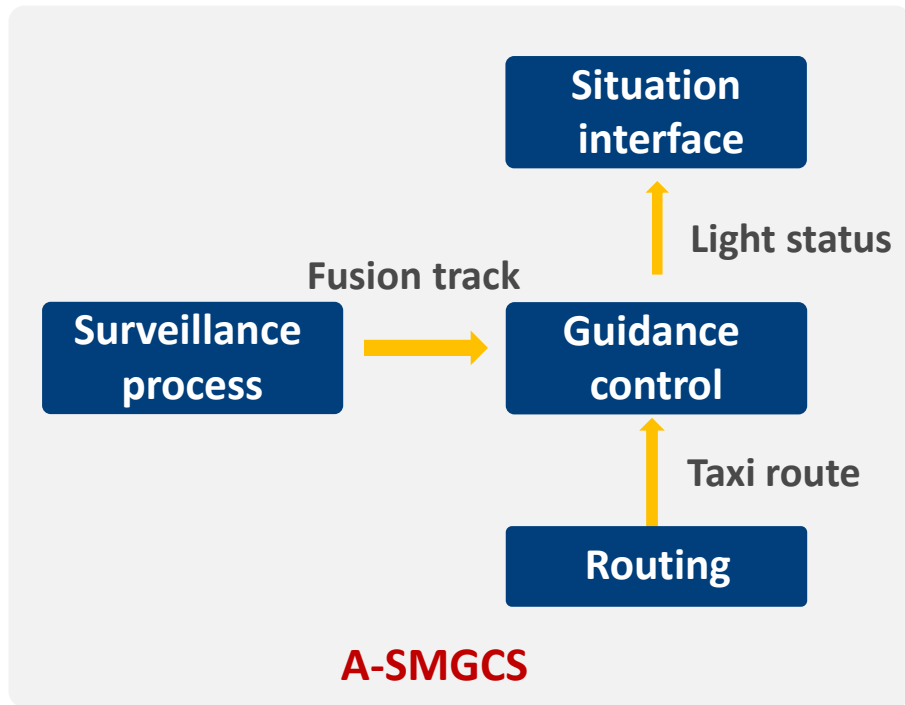 Situation
interface
Light status
Fusion track
Surveillance
process
Guidance
control
Taxi route
Routing
A-SMGCS